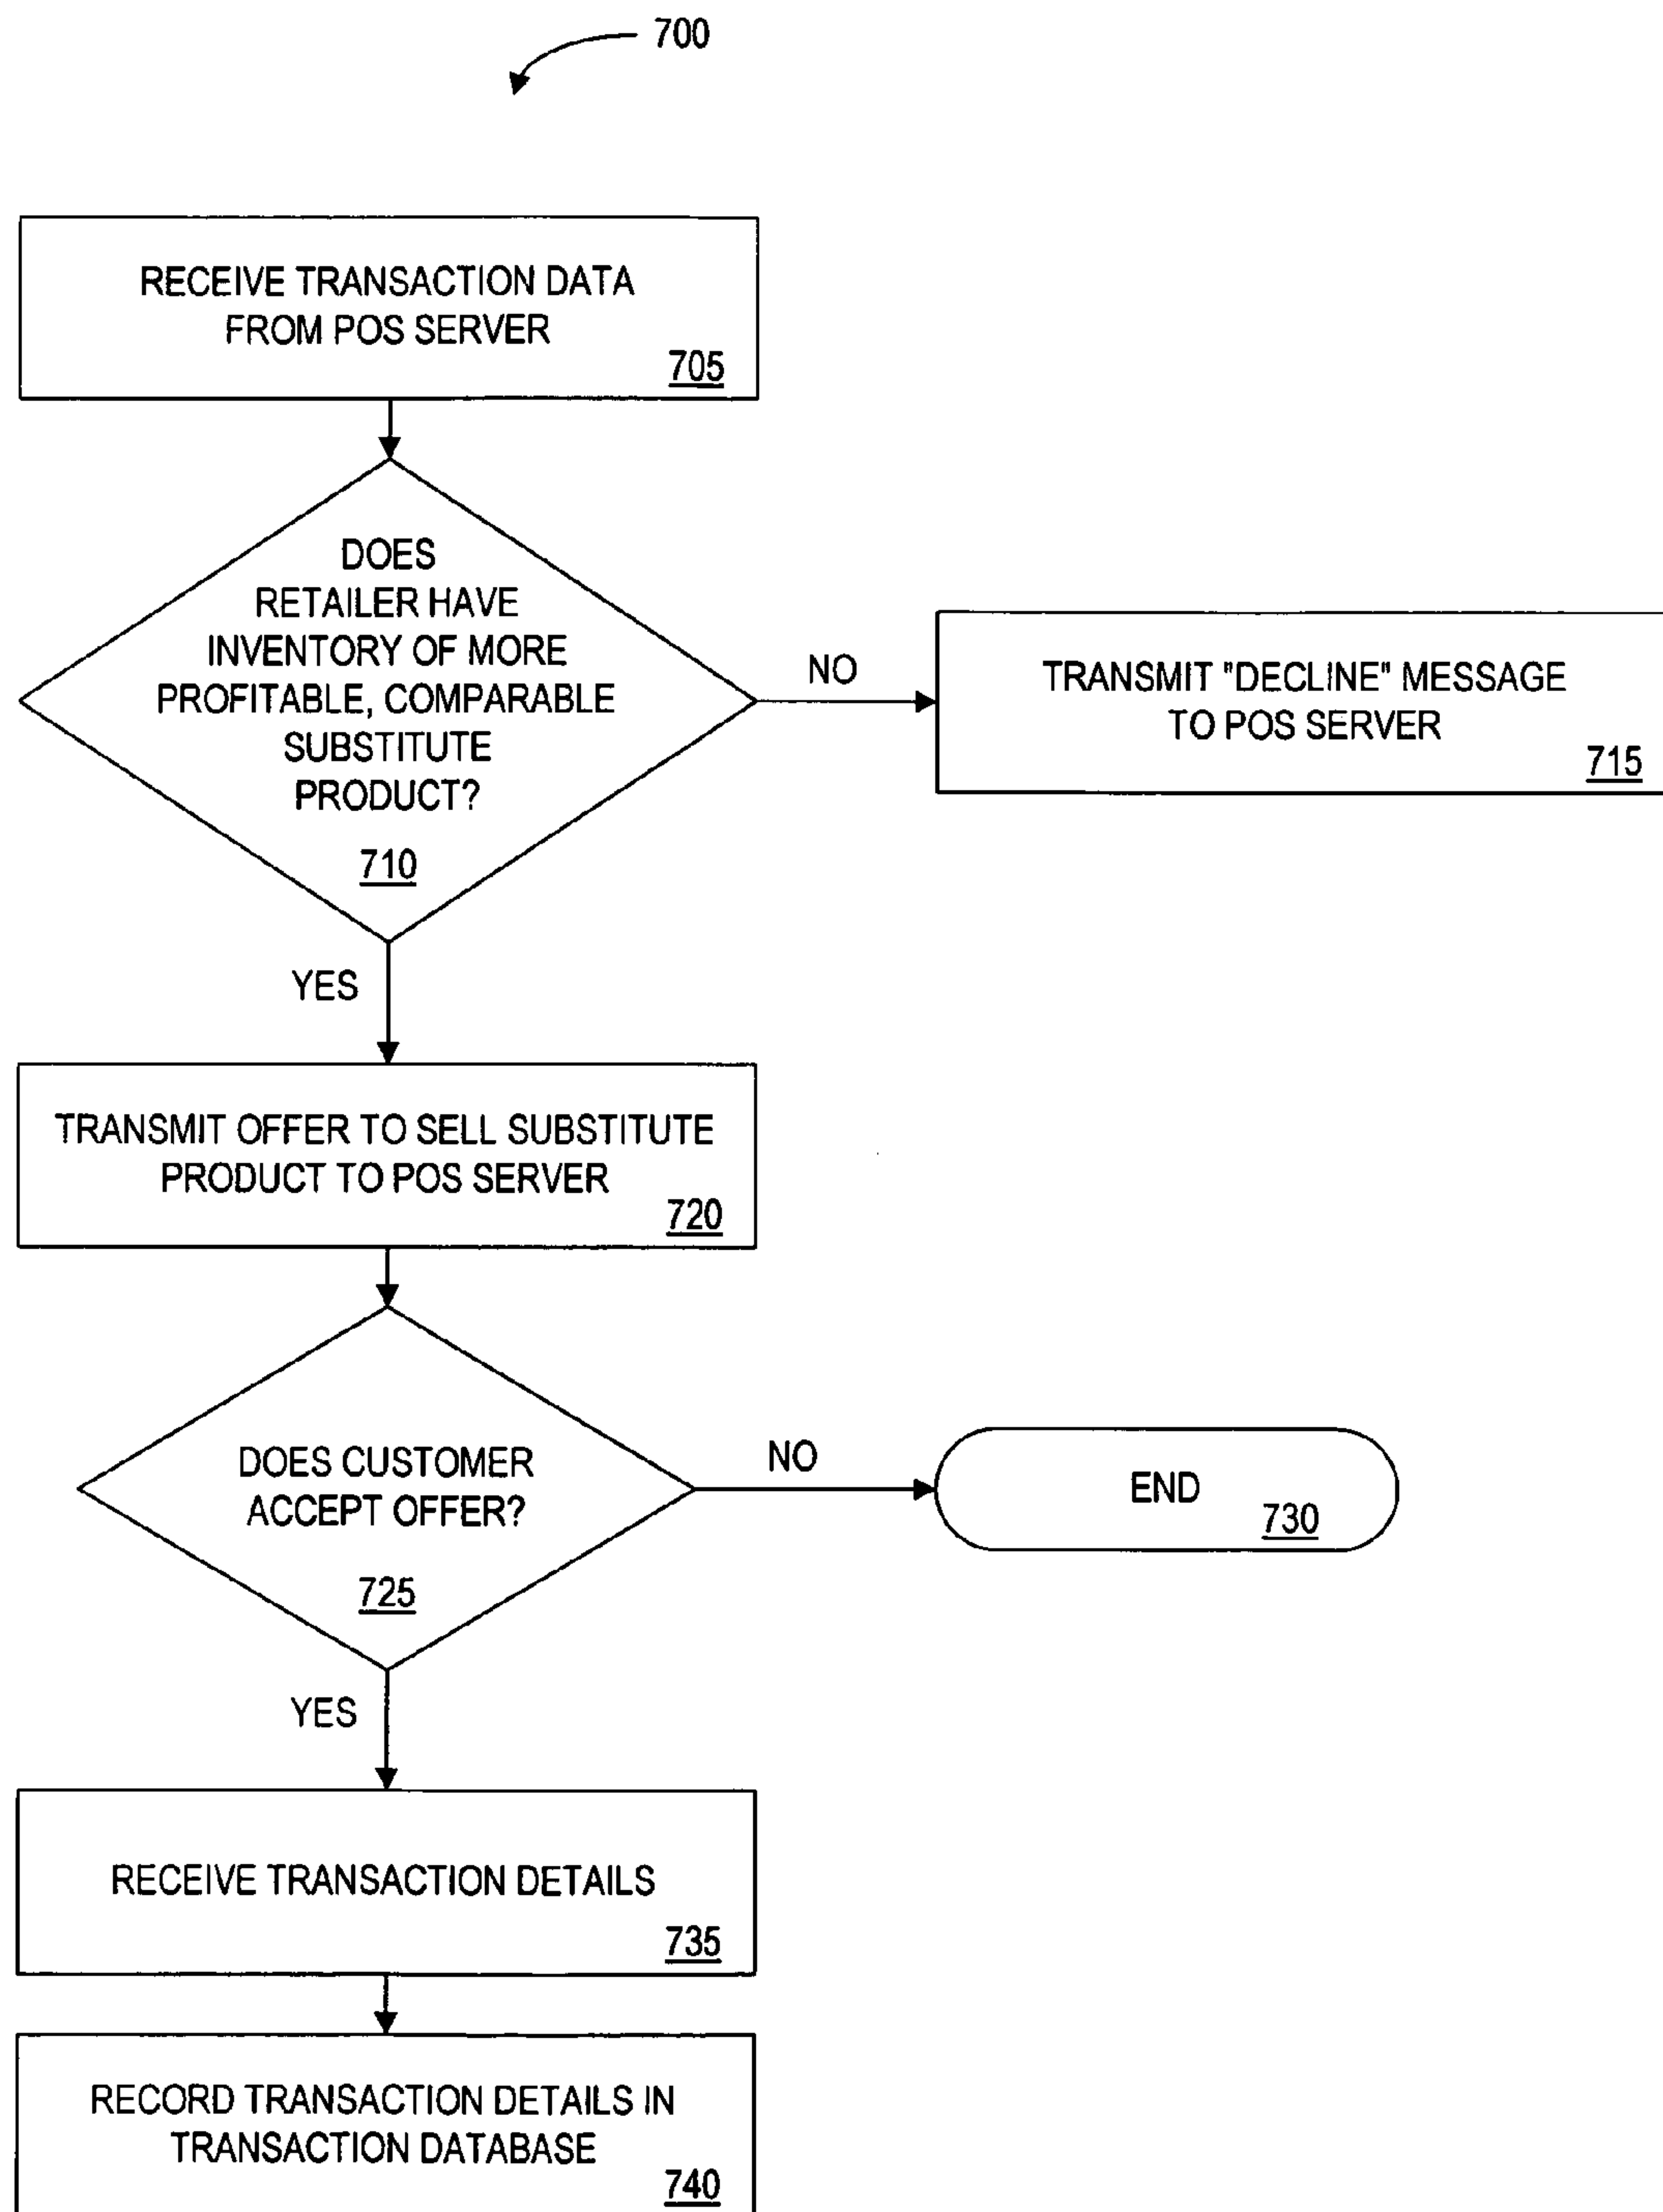 700
RECEIVE TRANSACTION DATA
FROM POS SERVER
705
DOES
RETAILER HAVE
INVENTORY OF MORE
PROFITABLE, COMPARABLE
SUBSTITUTE
PRODUCT?
710
NO
TRANSMIT "DECLINE" MESSAGE
TO POS SERVER
715
YES
TRANSMIT OFFER TO SELL SUBSTITUTE
PRODUCT TO POS SERVER
720
DOES CUSTOMER
ACCEPT OFFER?
725
NO
END
730
YES
RECEIVE TRANSACTION DETAILS
735
RECORD TRANSACTION DETAILS IN
TRANSACTION DATABASE
740